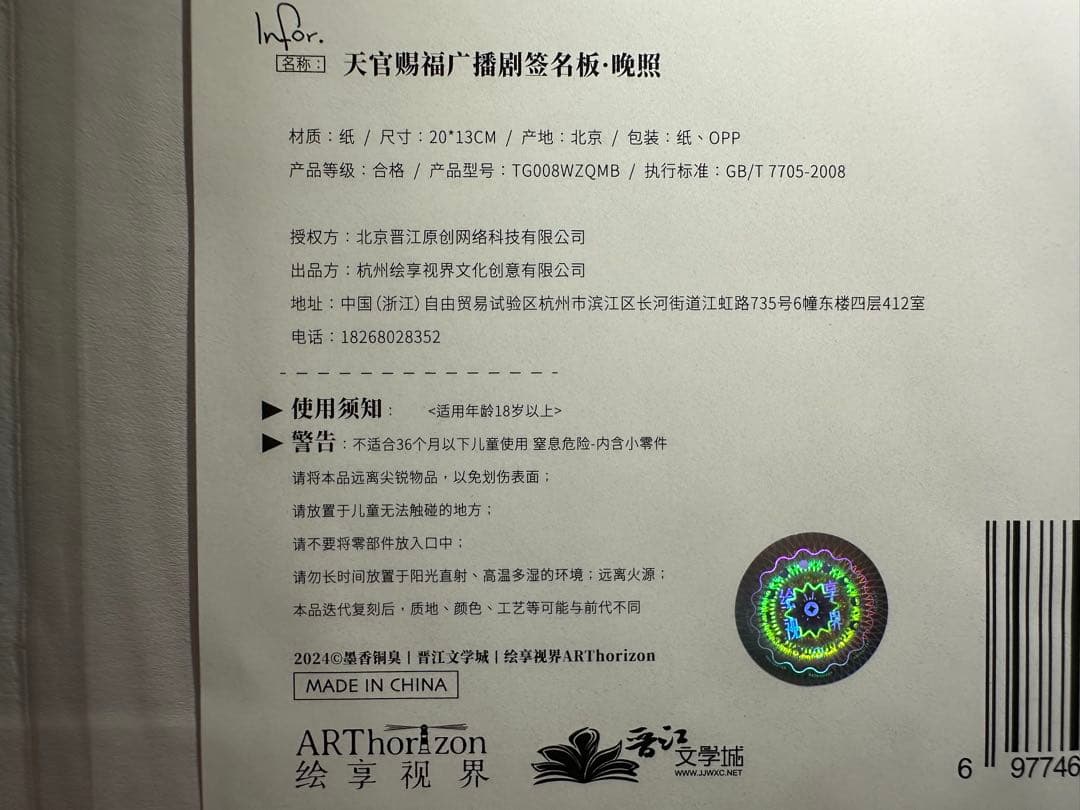 Infor.
名称： 天官赐福广播剧签名板·晚照
材质：纸 / 尺寸：20*13CM / 产地：北京 / 包装：纸、OPP
产品等级：合格 / 产品型号：TG008WZQMB / 执行标准：GB/T 7705-2008
授权方：北京晋江原创网络科技有限公司
出品方：杭州绘享视界文化创意有限公司
地址：中国（浙江）自由贸易试验区杭州市滨江区长河街道江虹路735号6幢东楼四层412室
电话：18268028352
▶ 使用须知： <适用年龄18岁以上>
▶ 警告：不适合36个月以下儿童使用 窒息危险-内含小零件
请将本品远离尖锐物品，以免划伤表面；
请放置于儿童无法触碰的地方；
请不要将零部件放入口中；
请勿长时间放置于阳光直射、高温多湿的环境；远离火源；
本品迭代复刻后，质地、颜色、工艺等可能与前代不同
绘享
视界
2024©墨香铜臭 | 晋江文学城 | 绘享视界ARThorizon
MADE IN CHINA
ARThorizon
绘享视界
晋江文學城
WWW.JJWXC.NET
6 97746